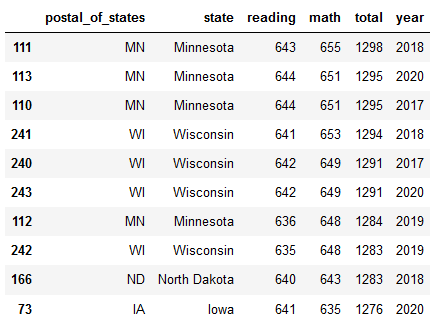 postal_of_states state reading math total year
111 MN Minnesota 643 655 1298 2018
113 MN Minnesota 644 651 1295 2020
110 MN Minnesota 644 651 1295 2017
241 WI Wisconsin 641 653 1294 2018
240 WI Wisconsin 642 649 1291 2017
243 WI Wisconsin 642 649 1291 2020
112 MN Minnesota 636 648 1284 2019
242 WI Wisconsin 635 648 1283 2019
166 ND North Dakota 640 643 1283 2018
73 IA Iowa 641 635 1276 2020